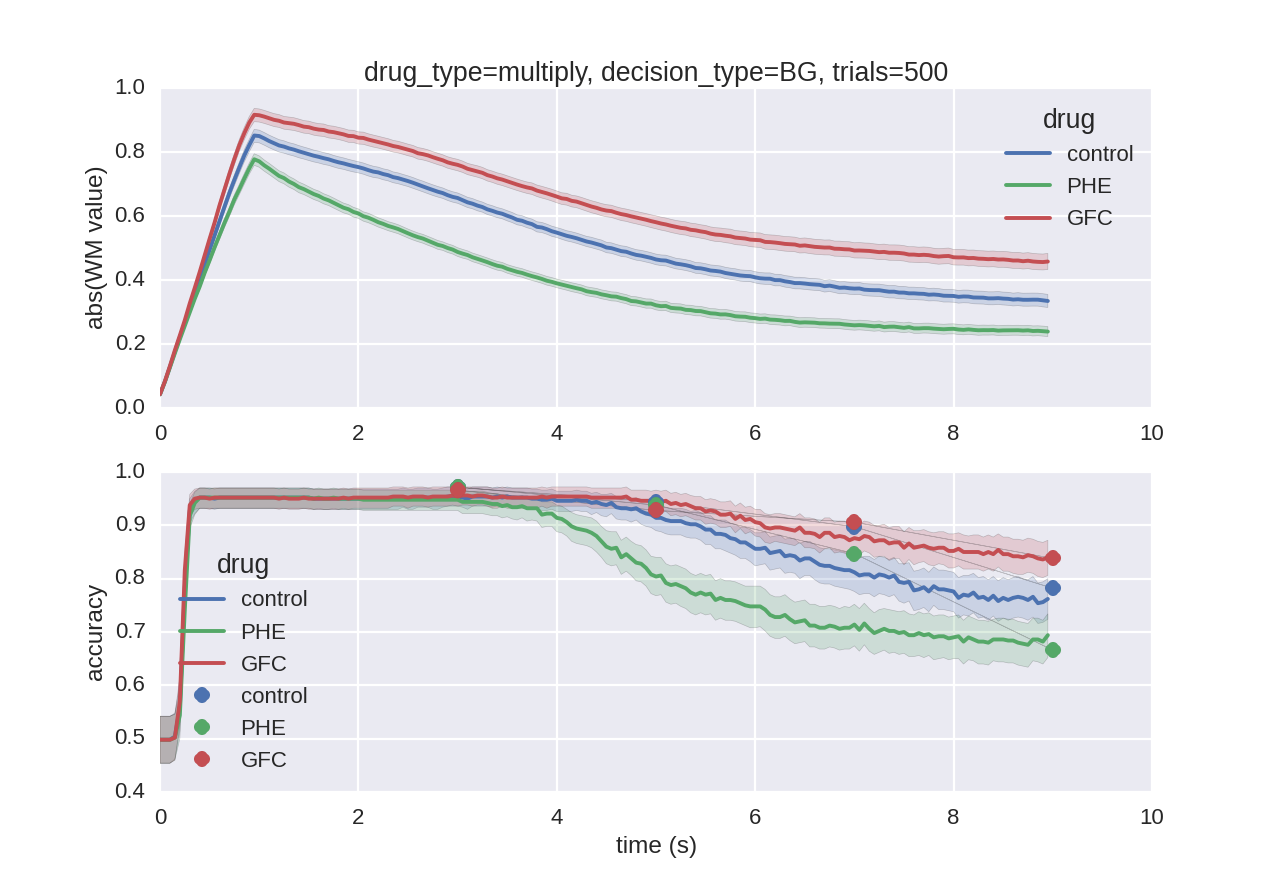 drug_type=multiply, decision_type=BG, trials=500
1.0
0.8
0.6
0.4
0.2
0.0
abs(WM value)
drug
control
PHE
GFC
0 2 4 6 8 10
1.0
0.9
0.8
0.7
0.6
0.5
0.4
accuracy
drug
control
PHE
GFC
control
PHE
GFC
0 2 4 6 8 10
time (s)